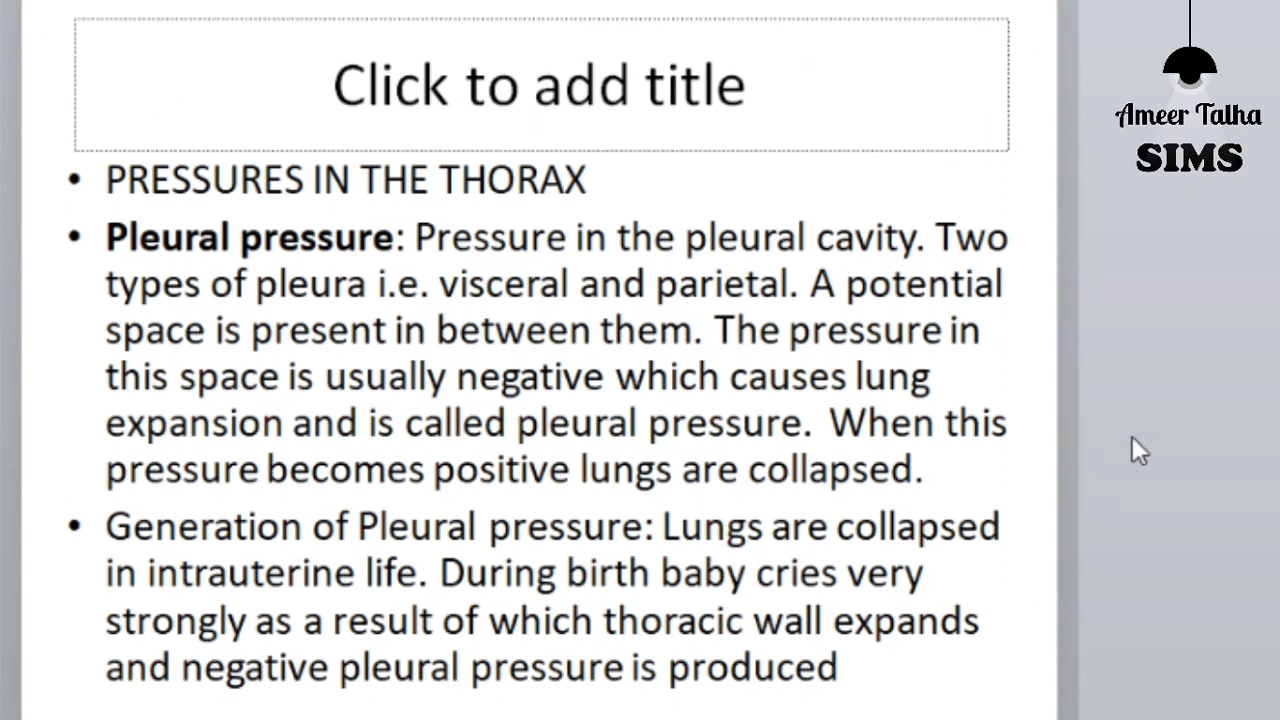 Click to add title
• PRESSURES IN THE THORAX
• Pleural pressure: Pressure in the pleural cavity. Two
types of pleura i.e. visceral and parietal. A potential
space is present in between them. The pressure in
this space is usually negative which causes lung
expansion and is called pleural pressure. When this
pressure becomes positive lungs are collapsed.
• Generation of Pleural pressure: Lungs are collapsed
in intrauterine life. During birth baby cries very
strongly as a result of which thoracic wall expands
and negative pleural pressure is produced
Ameer Talha
SIMS